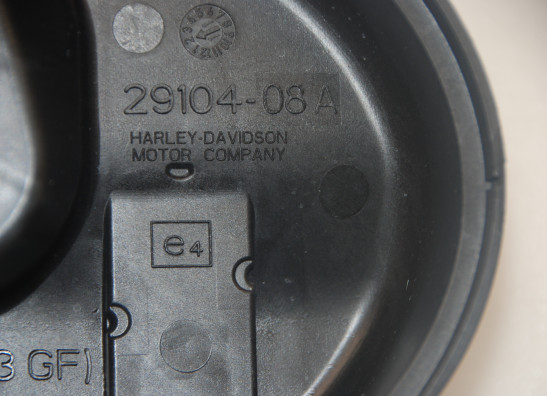 29104-08 A
HARLEY-DAVIDSON
MOTOR COMPANY
e4
3 GF)